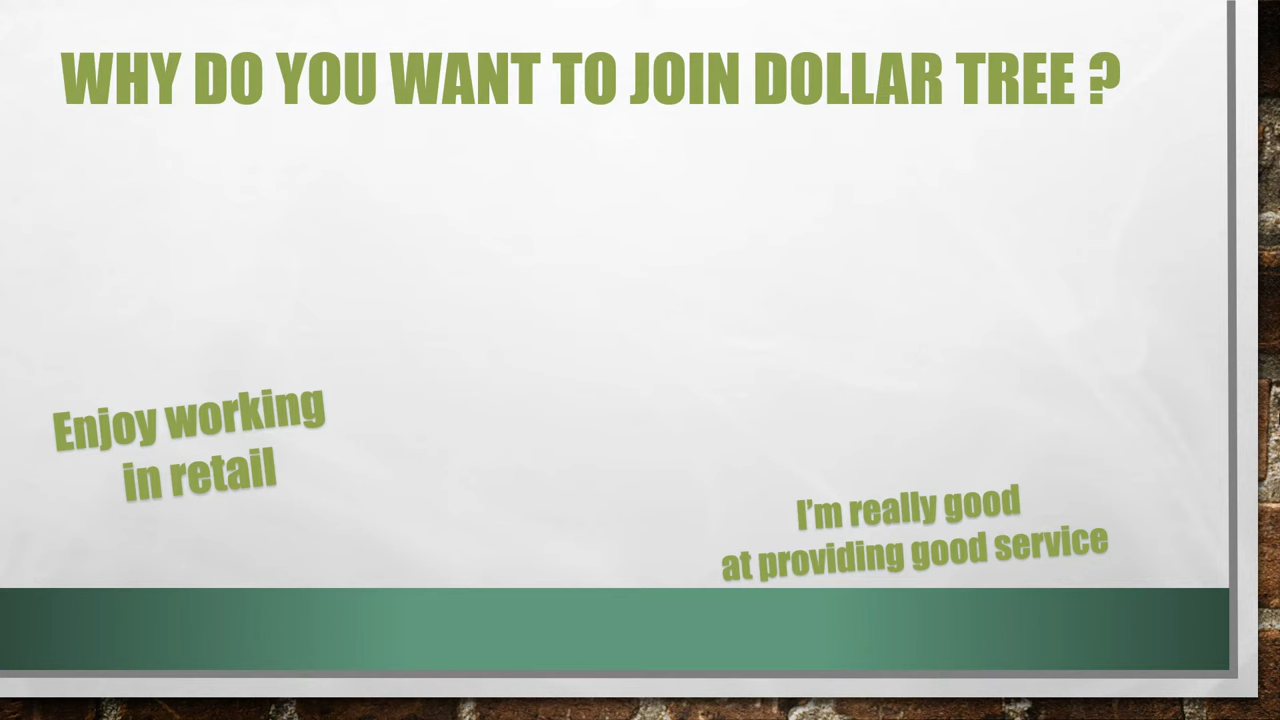 WHY DO YOU WANT TO JOIN DOLLAR TREE ?
Enjoy working
in retail
I'm really good
at providing good service